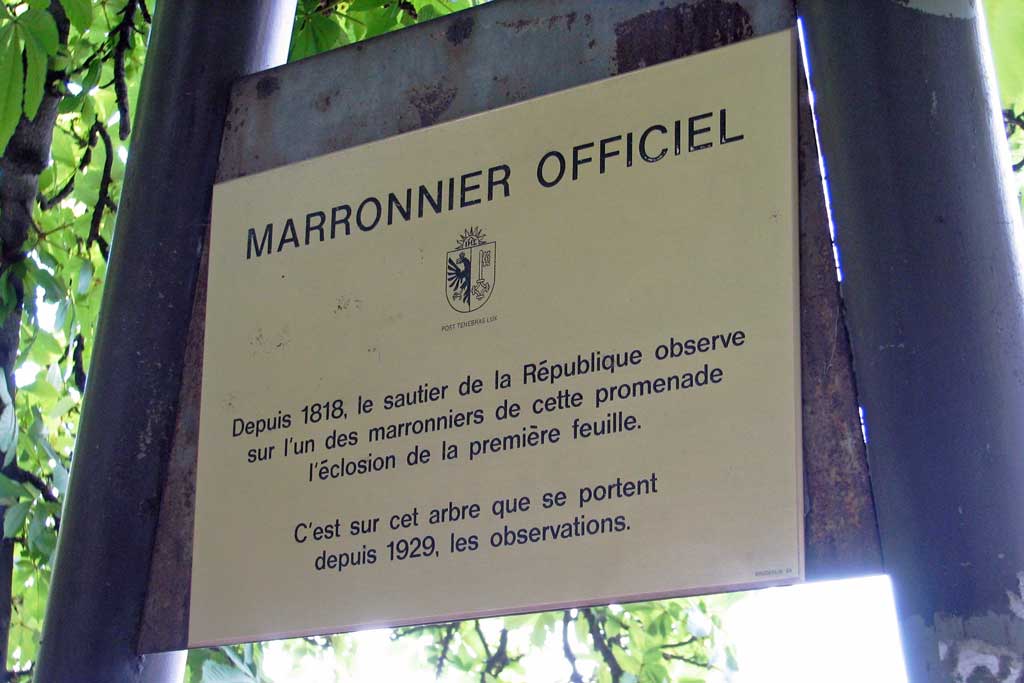 MARRONNIER OFFICIEL
POST TENEBRAS LUX
Depuis 1818, le sautier de la République observe
sur l'un des marronniers de cette promenade
l'éclosion de la première feuille.
C'est sur cet arbre que se portent
depuis 1929, les observations.